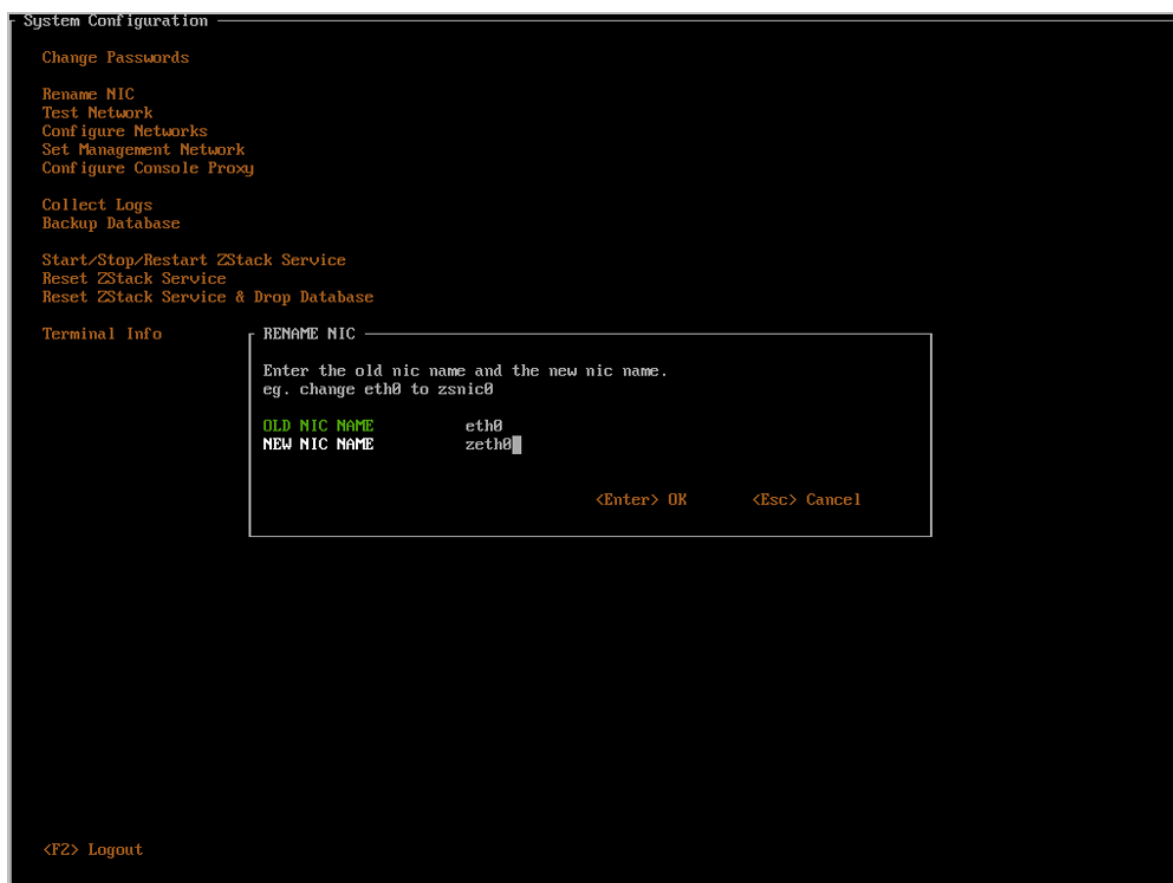 System Configuration
Change Passwords
Rename NIC
Test Network
Configure Networks
Set Management Network
Configure Console Proxy
Collect Logs
Backup Database
Start/Stop/Restart ZStack Service
Reset ZStack Service
Reset ZStack Service & Drop Database
Terminal Info
RENAME NIC
Enter the old nic name and the new nic name.
eg. change eth0 to zsnic0
OLD NIC NAME eth0
NEW NIC NAME zeth0
<Enter> OK <Esc> Cancel
<F2> Logout